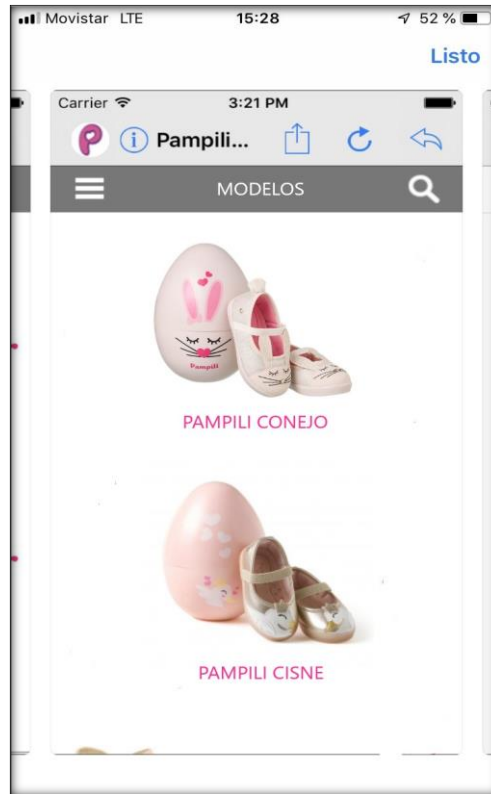 Movistar LTE 15:28 52 %
Listo
Carrier 3:21 PM
Pampili...
MODELOS
Pampili
PAMPILI CONEJO
PAMPILI CISNE